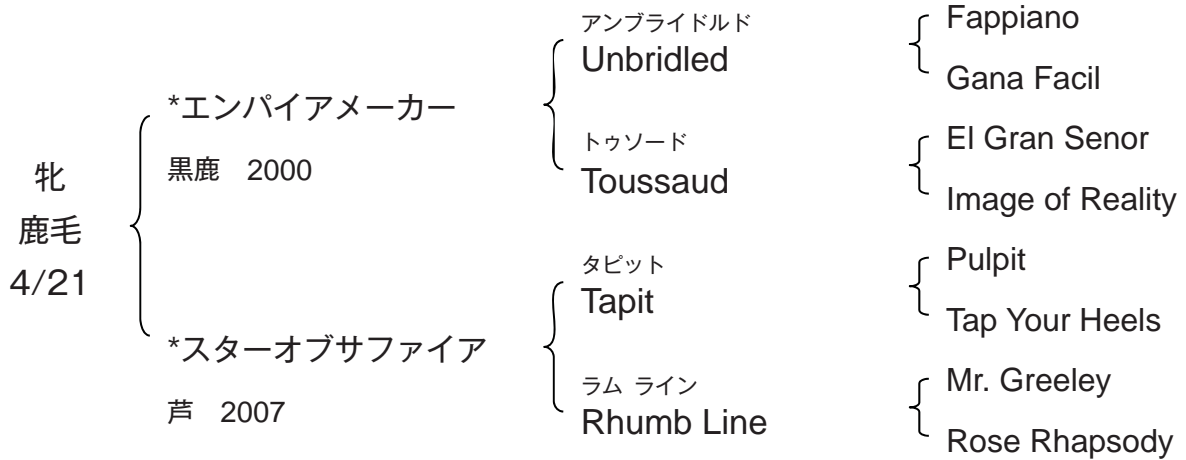 牝
鹿毛
4/21
*エンパイアメーカー
黒鹿 2000
*スターオブサファイア
芦 2007
アンブライドルド
Unbridled
トゥソード
Toussaud
タピット
Tapit
ラム ライン
Rhumb Line
Fappiano
Gana Facil
El Gran Senor
Image of Reality
Pulpit
Tap Your Heels
Mr. Greeley
Rose Rhapsody